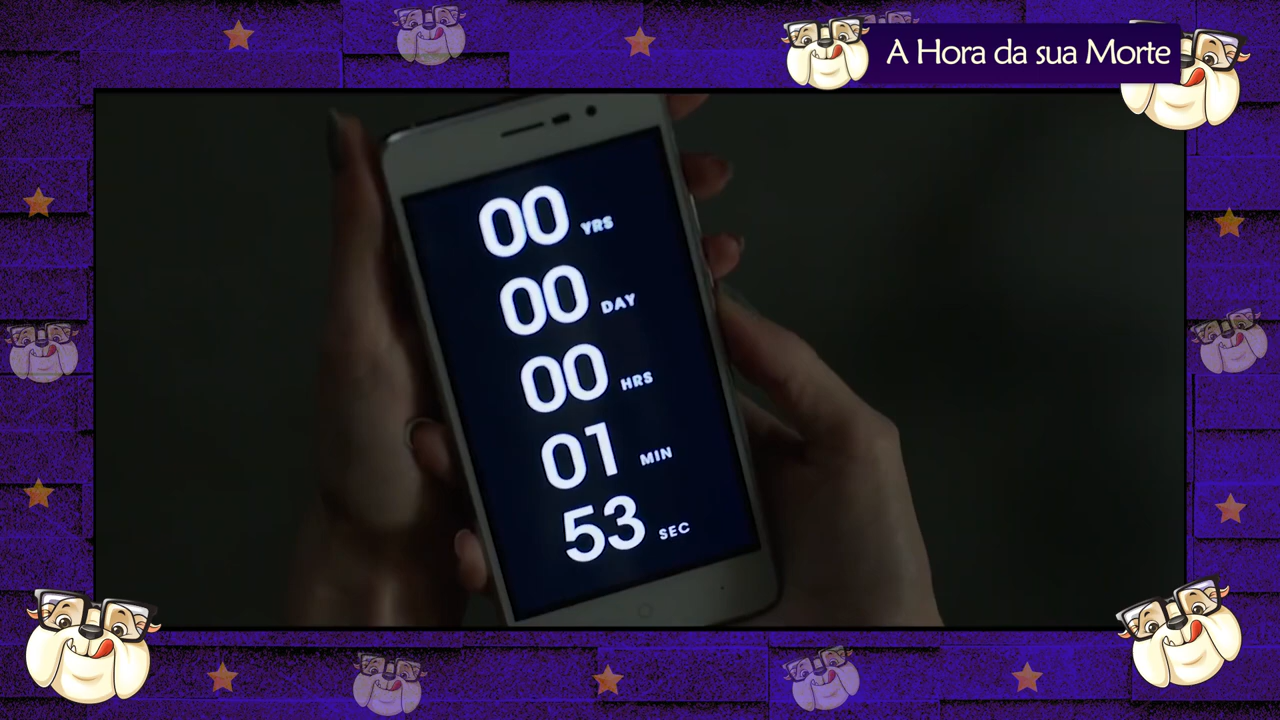 A Hora da sua Morte
00 YRS
00 DAY
00 HRS
01 MIN
53 SEC